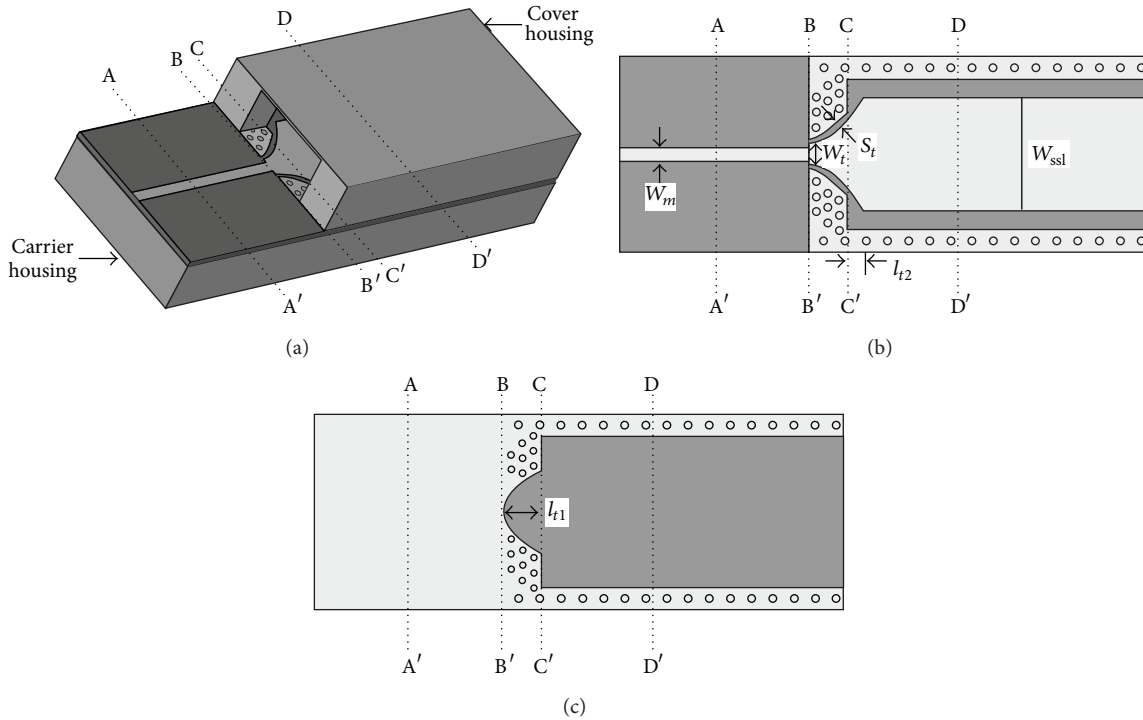 Cover
housing
D
C
B
A
Carrier
housing
D′
C′
B′
A′
(a)
A
B
C
D
W_t
S_t
W_ssl
W_m
l_t2
A′
B′
C′
D′
(b)
A
B
C
D
l_t1
A′
B′
C′
D′
(c)